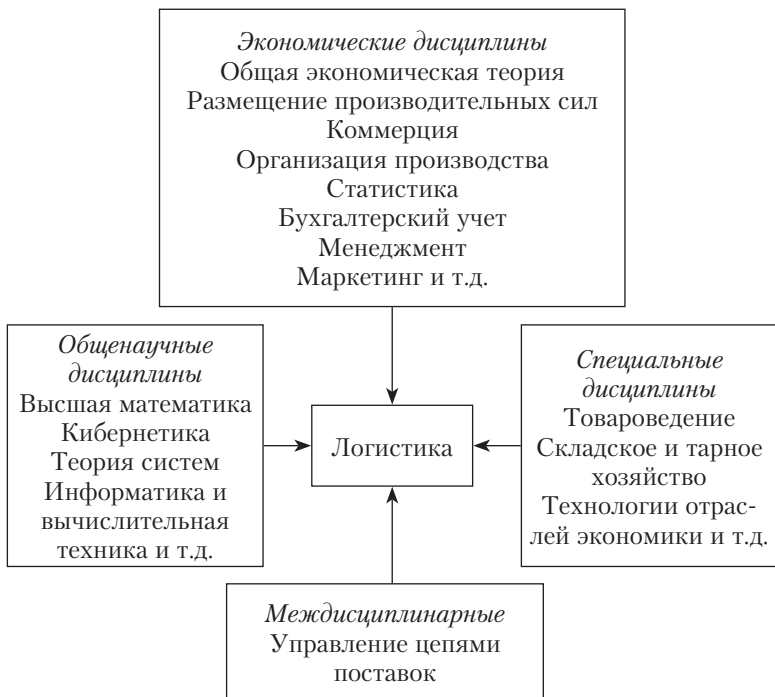 Экономические дисциплины
Общая экономическая теория
Размещение производительных сил
Коммерция
Организация производства
Статистика
Бухгалтерский учет
Менеджмент
Маркетинг и т.д.
Общенаучные
дисциплины
Высшая математика
Кибернетика
Теория систем
Информатика и
вычислительная
техника и т.д.
Логистика
Специальные
дисциплины
Товароведение
Складское и тарное
хозяйство
Технологии отрас-
лей экономики и т.д.
Междисциплинарные
Управление цепями
поставок